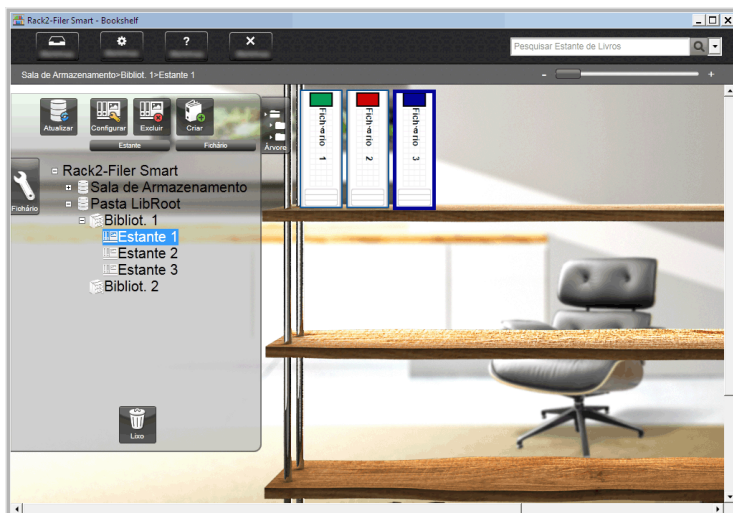 Rack2-Filer Smart - Bookshelf
?
Pesquisar Estante de Livros
Sala de Armazenamento>Bibliot. 1>Estante 1
- +
Atualizar Configurar Excluir Criar
Estante Fichário
Árvore
Fichário
Rack2-Filer Smart
Sala de Armazenamento
Pasta LibRoot
Bibliot. 1
Estante 1
Estante 2
Estante 3
Bibliot. 2
Lixo
Fichário 1
Fichário 2
Fichário 3